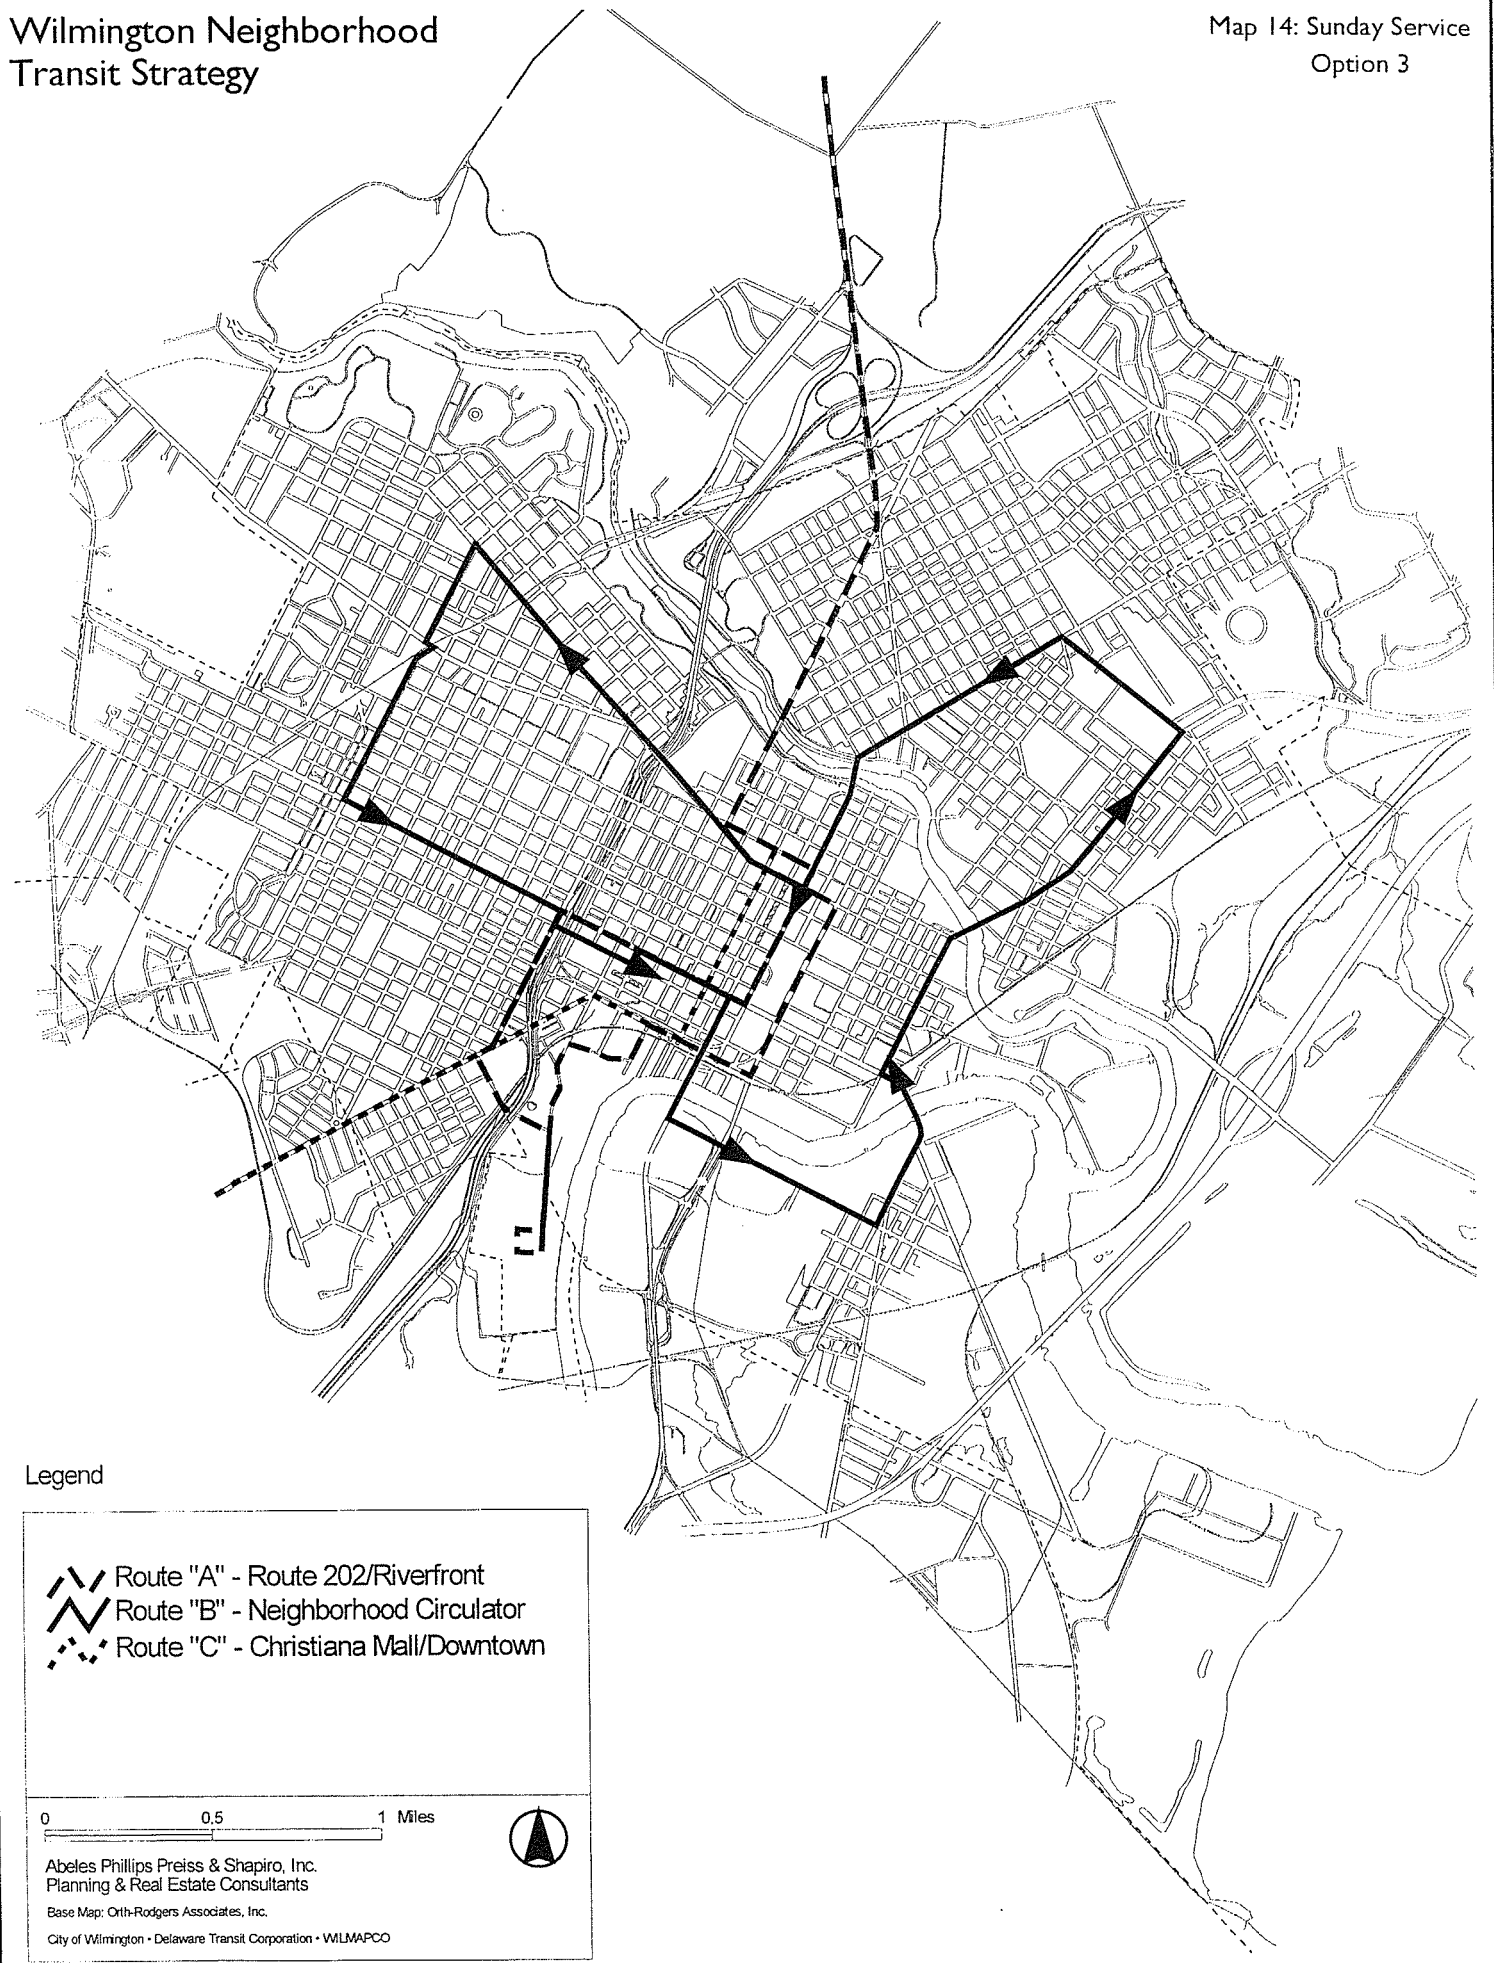 Wilmington Neighborhood
Transit Strategy
Map 14: Sunday Service
Option 3
Legend
Route "A" - Route 202/Riverfront
Route "B" - Neighborhood Circulator
Route "C" - Christiana Mall/Downtown
0 0.5 1 Miles
Abeles Phillips Preiss & Shapiro, Inc.
Planning & Real Estate Consultants
Base Map: Orth-Rodgers Associates, Inc.
City of Wilmington • Delaware Transit Corporation • WILMAPCO